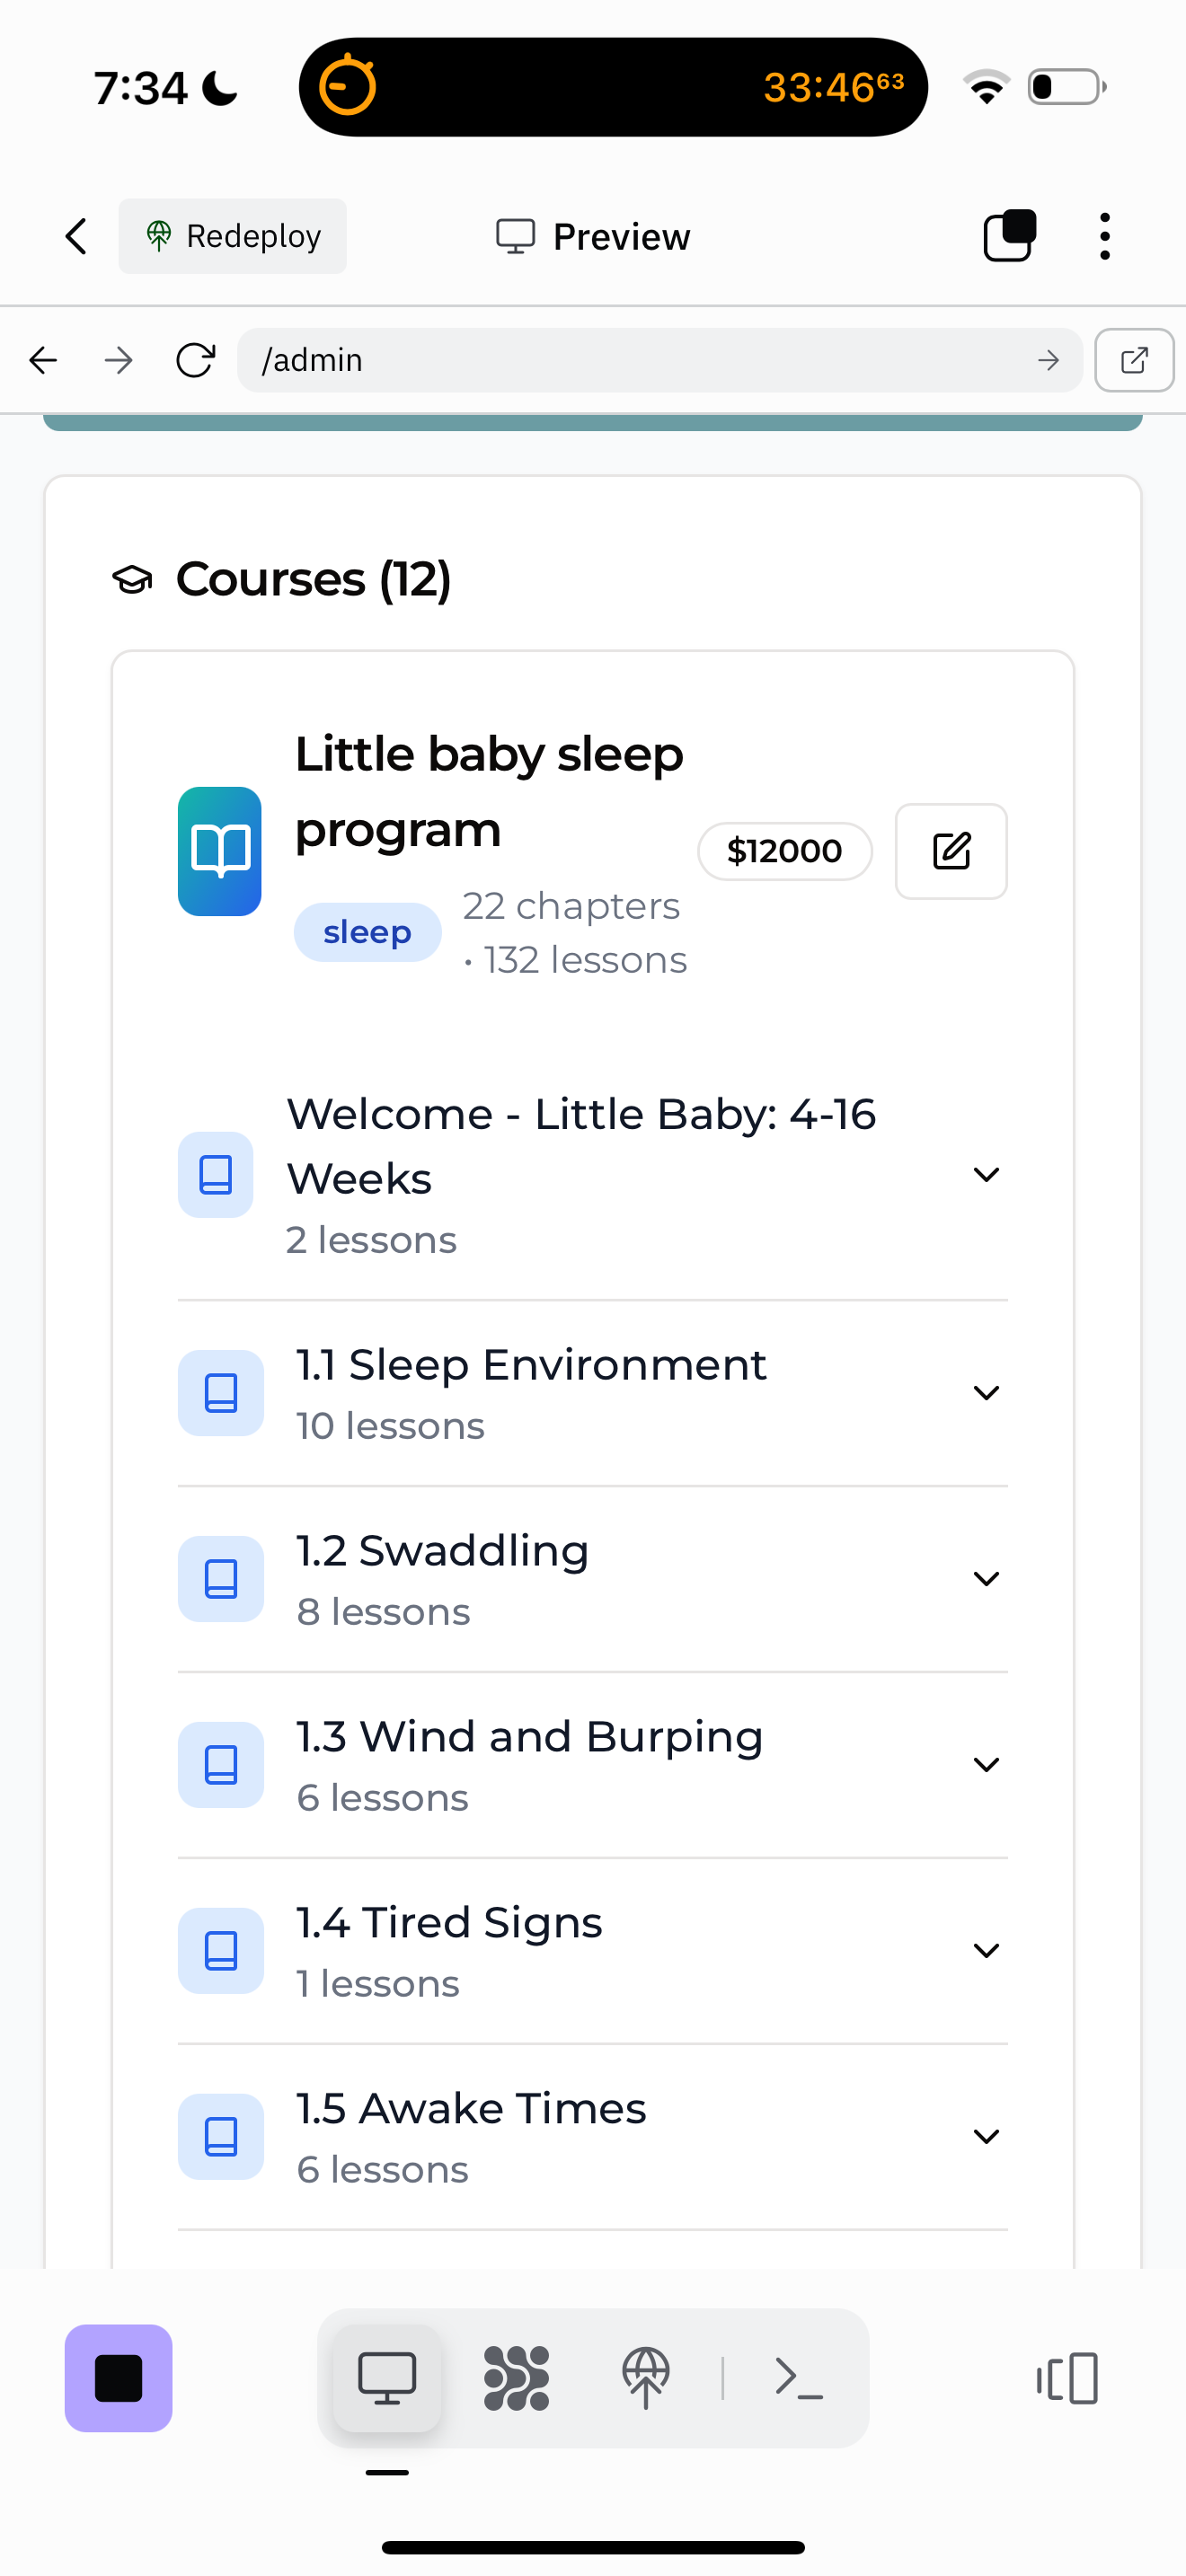 7:34
33:46 63
Redeploy
Preview
/admin
Courses (12)
Little baby sleep
program
$12000
sleep
22 chapters
• 132 lessons
Welcome - Little Baby: 4-16
Weeks
2 lessons
1.1 Sleep Environment
10 lessons
1.2 Swaddling
8 lessons
1.3 Wind and Burping
6 lessons
1.4 Tired Signs
1 lessons
1.5 Awake Times
6 lessons